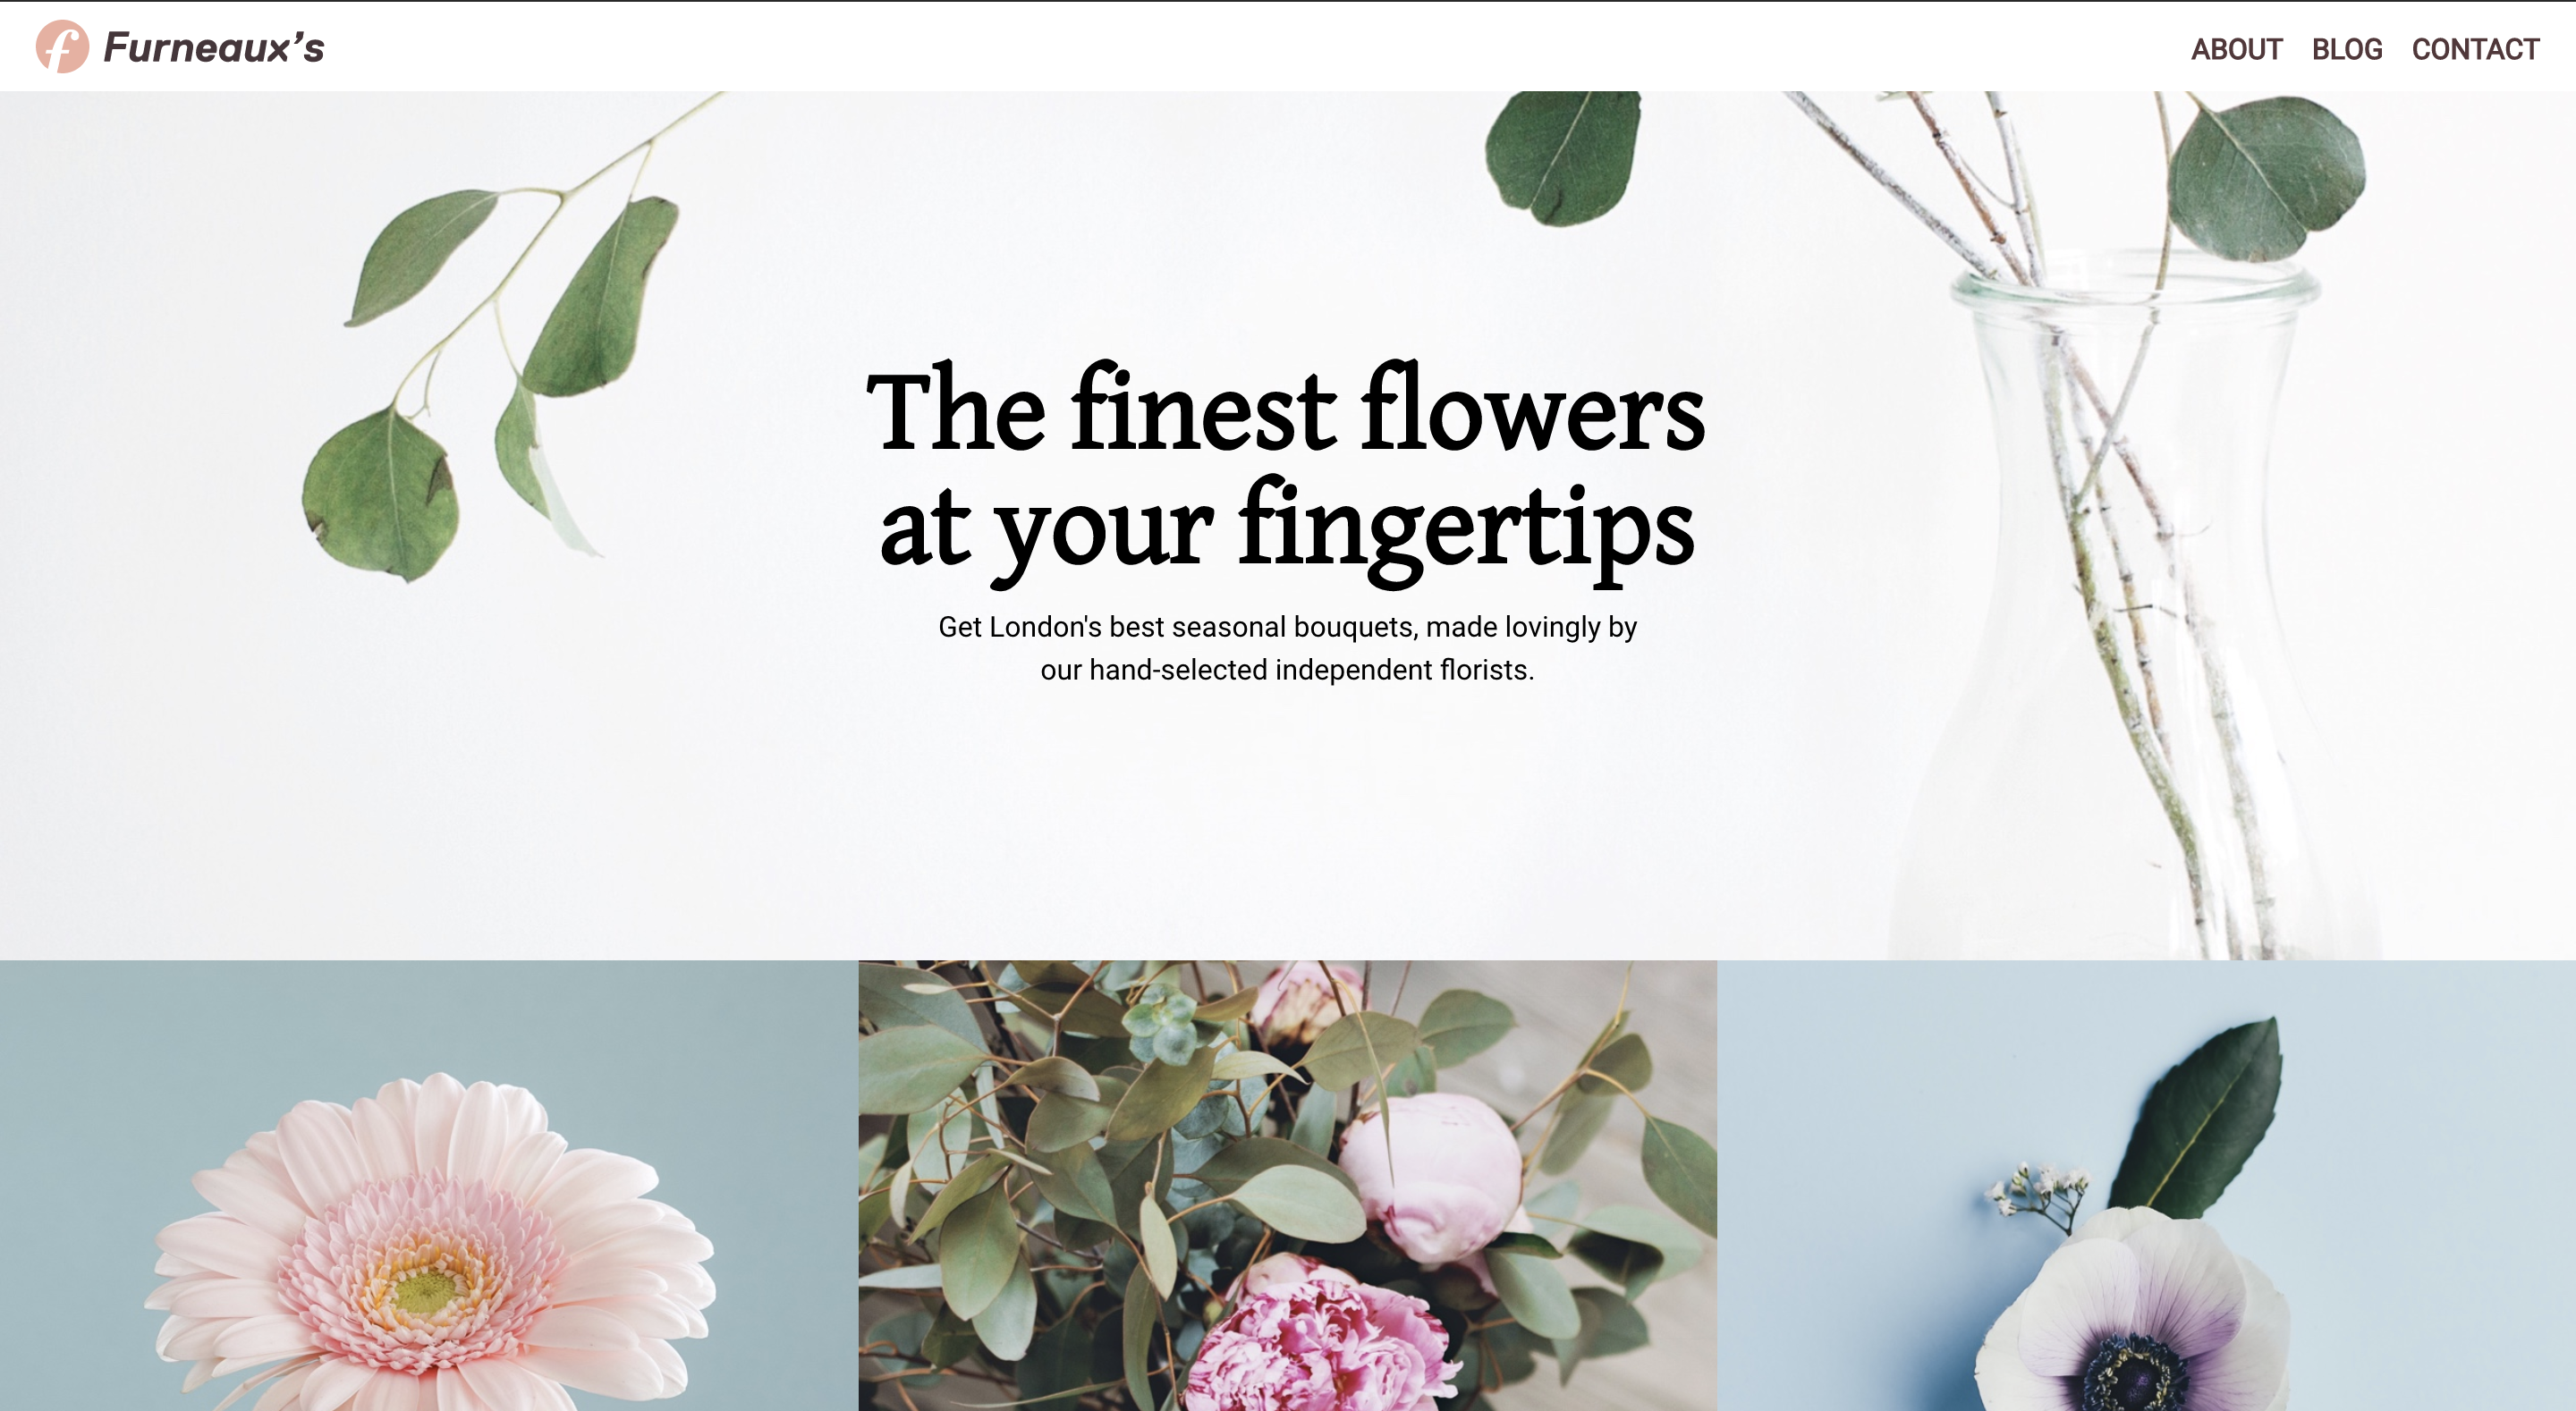 f Furneaux’s
ABOUT BLOG CONTACT
The finest flowers
at your fingertips
Get London's best seasonal bouquets, made lovingly by
our hand-selected independent florists.